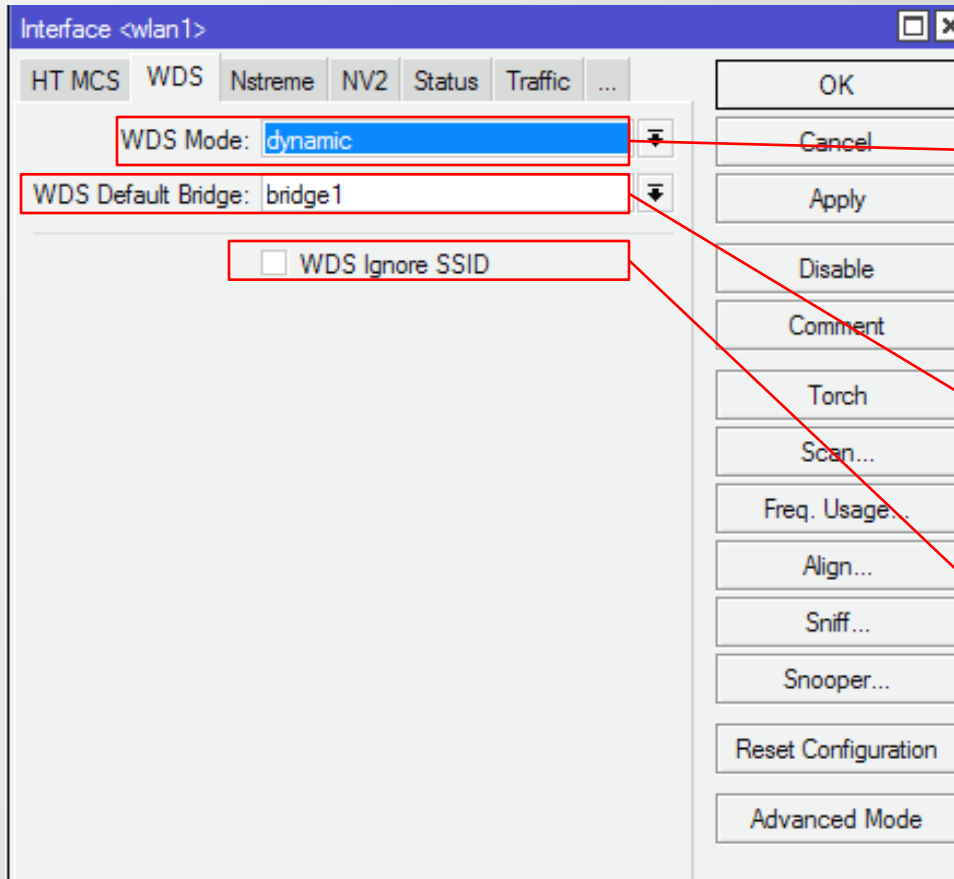 Interface <wlan1>
HT MCS WDS Nstreme NV2 Status Traffic ...
WDS Mode: dynamic
WDS Default Bridge: bridge1
WDS Ignore SSID
OK
Cancel
Apply
Disable
Comment
Torch
Scan...
Freq. Usage...
Align...
Sniff...
Snooper...
Reset Configuration
Advanced Mode